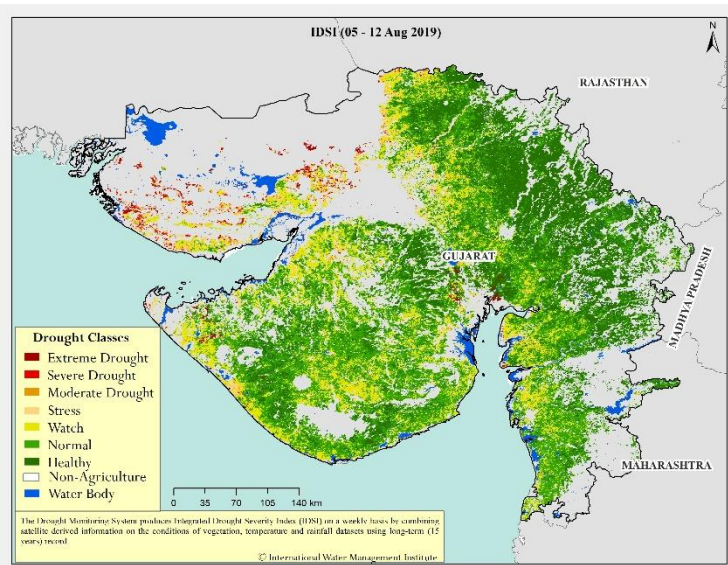 IDSI (05 - 12 Aug 2019)
N
RAJASTHAN
GUJARAT
MADHYA PRADESH
MAHARASHTRA
Drought Classes
Extreme Drought
Severe Drought
Moderate Drought
Stress
Watch
Normal
Healthy
Non-Agriculture
Water Body
0 35 70 105 140 km
The Drought Monitoring System produces Integrated Drought Severity Index (IDSI) on a weekly basis by combining
satellite derived information on the conditions of vegetation, temperature and rainfall datasets using long-term (15
years) record.
© International Water Management Institute